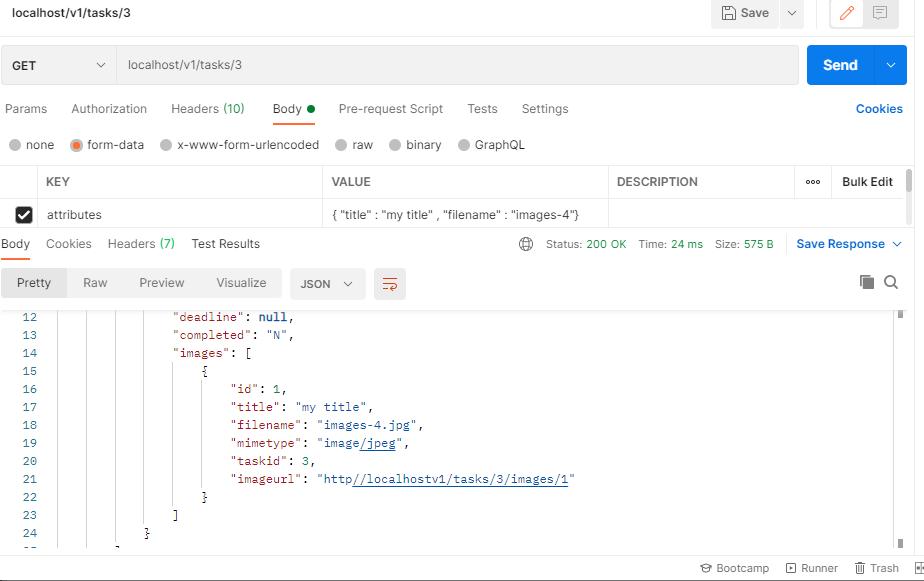 localhost/v1/tasks/3 Save
GET localhost/v1/tasks/3 Send
Params Authorization Headers (10) Body Pre-request Script Tests Settings Cookies
none form-data x-www-form-urlencoded raw binary GraphQL
KEY VALUE DESCRIPTION ooo Bulk Edit
attributes { "title" : "my title" , "filename" : "images-4"}
Body Cookies Headers (7) Test Results Status: 200 OK Time: 24 ms Size: 575 B Save Response
Pretty Raw Preview Visualize JSON
12 "deadline": null,
13 "completed": "N",
14 "images": [
15 {
16 "id": 1,
17 "title": "my title",
18 "filename": "images-4.jpg",
19 "mimetype": "image/jpeg",
20 "taskid": 3,
21 "imageurl": "http//localhostv1/tasks/3/images/1"
22 }
23 ]
24 }
Bootcamp Runner Trash